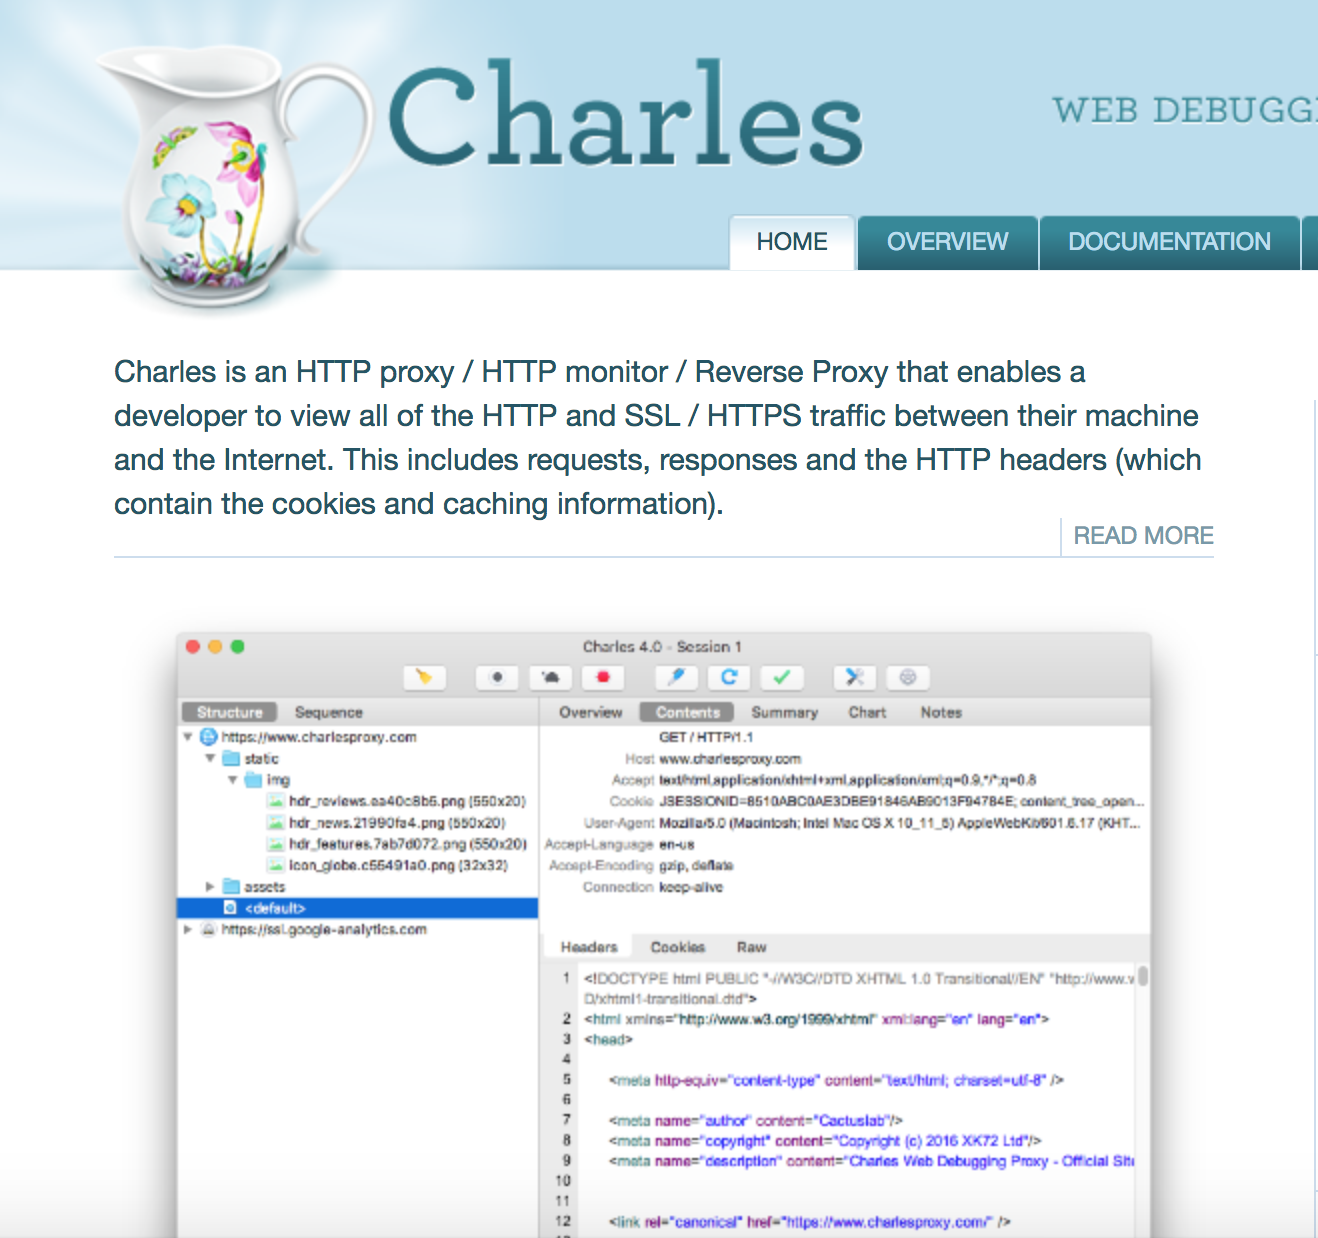 Charles
WEB DEBUGGI
HOME
OVERVIEW
DOCUMENTATION
Charles is an HTTP proxy / HTTP monitor / Reverse Proxy that enables a
developer to view all of the HTTP and SSL / HTTPS traffic between their machine
and the Internet. This includes requests, responses and the HTTP headers (which
contain the cookies and caching information).
READ MORE
Charles 4.0 - Session 1
Structure
Sequence
https://www.charlesproxy.com
static
img
hdr_reviews.ea40c8b5.png (550x20)
hdr_news.21990fa4.png (550x20)
hdr_features.7ab7d072.png (550x20)
icon_globe.c55491a0.png (32x32)
assets
<default>
https://ssl.google-analytics.com
Overview
Contents
Summary
Chart
Notes
GET / HTTP/1.1
Host www.charlesproxy.com
Accept text/html,application/xhtml+xml,application/xml;q=0.9,*/*;q=0.8
Cookie JSESSIONID=8510ABC0AE3DBE91846AB9013F94784E; content_tree_open...
User-Agent Mozilla/5.0 (Macintosh; Intel Mac OS X 10_11_5) AppleWebKit/601.6.17 (KHT...
Accept-Language en-us
Accept-Encoding gzip, deflate
Connection keep-alive
Headers
Cookies
Raw
1 <!DOCTYPE html PUBLIC "-//W3C//DTD XHTML 1.0 Transitional//EN" "http://www.v
D/xhtml1-transitional.dtd">
2 <html xmlns="http://www.w3.org/1999/xhtml" xml:lang="en" lang="en">
3 <head>
4
5 <meta http-equiv="content-type" content="text/html; charset=utf-8" />
6
7 <meta name="author" content="Cactuslab"/>
8 <meta name="copyright" content="Copyright (c) 2016 XK72 Ltd"/>
9 <meta name="description" content="Charles Web Debugging Proxy - Official Site
10
11
12 <link rel="canonical" href="https://www.charlesproxy.com/" />